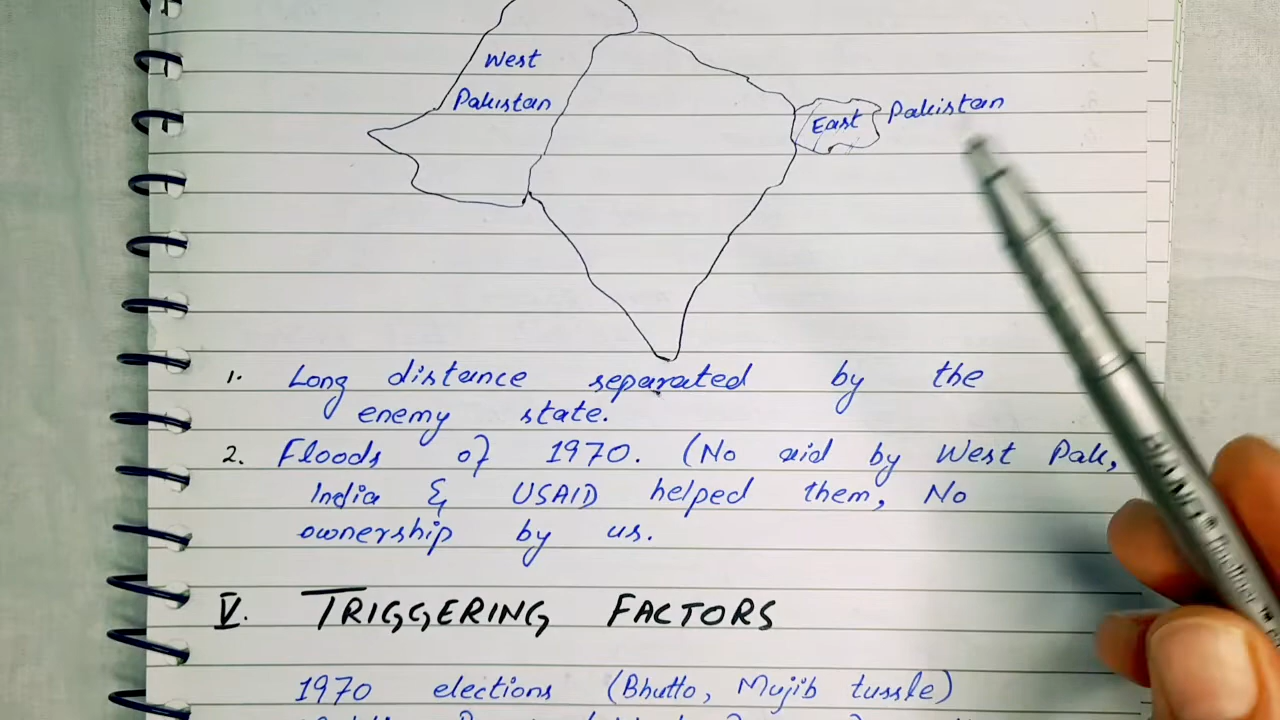 West
Pakistan
East Pakistan
1. Long distance separated by the
enemy state.
2. Floods of 1970. (No aid by West Pak,
India & USAID helped them, No
ownership by us.
V. TRIGGERING FACTORS
1970 elections (Bhutto, Mujib tussle)